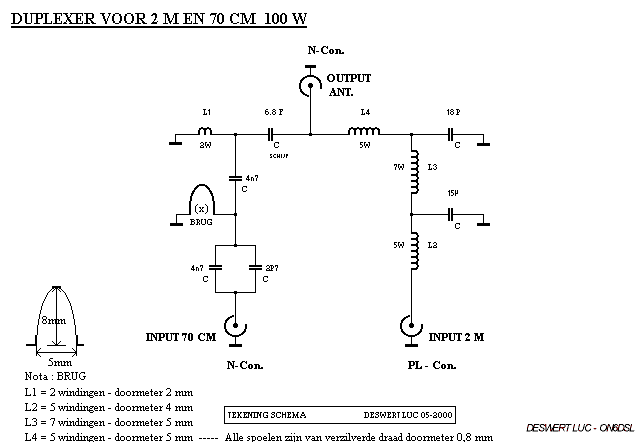 DUPLEXER VOOR 2 M EN 70 CM 100 W
N-Con.
OUTPUT
ANT.
L1
6.8 P
L4
18P
2W
C
SCHIJF
5W
C
7W
L3
4n7
C
(x)
BRUG
15P
C
5W
L2
4n7
C
2P7
C
8mm
5mm
INPUT 70 CM
INPUT 2 M
N-Con.
PL - Con.
Nota : BRUG
L1 = 2 windingen - doormeter 2 mm
L2 = 5 windingen - doormeter 4 mm
L3 = 7 windingen - doormeter 5 mm
L4 = 5 windingen - doormeter 5 mm ----- Alle spoelen zijn van verzilverde draad doormeter 0,8 mm
TEKENING SCHEMA DESWERT LUC 05-2000
DESWERT LUC - ON6DSL